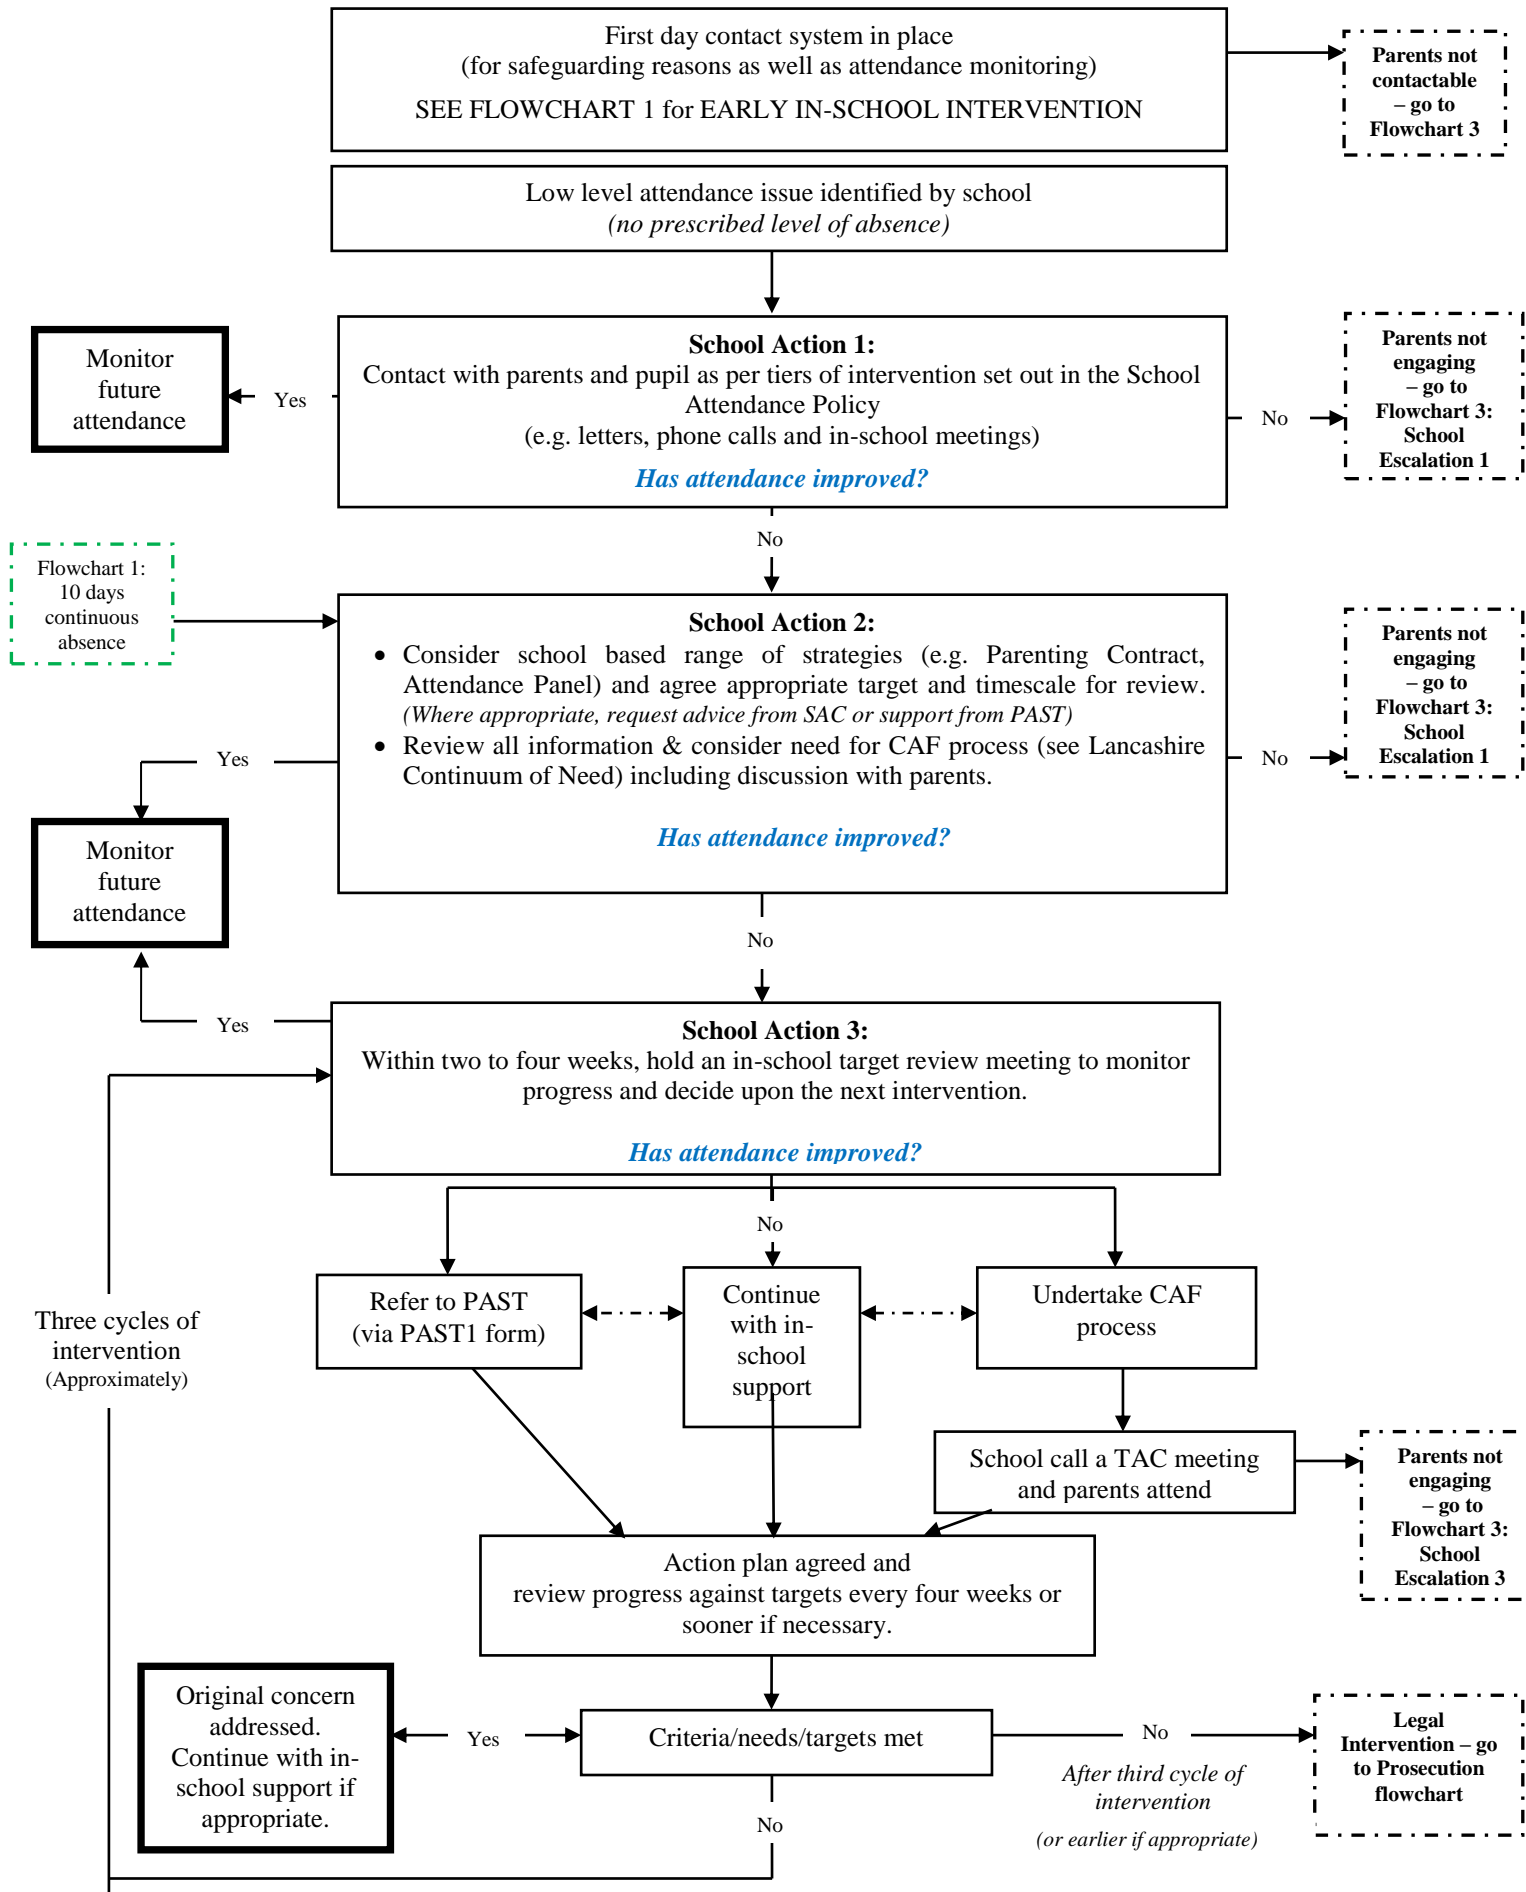 First day contact system in place
(for safeguarding reasons as well as attendance monitoring)
SEE FLOWCHART 1 for EARLY IN-SCHOOL INTERVENTION
Parents not
contactable
– go to
Flowchart 3
Low level attendance issue identified by school
(no prescribed level of absence)
Monitor
future
attendance
Yes
School Action 1:
Contact with parents and pupil as per tiers of intervention set out in the School
Attendance Policy
(e.g. letters, phone calls and in-school meetings)
Has attendance improved?
No
Parents not
engaging
– go to
Flowchart 3:
School
Escalation 1
No
Flowchart 1:
10 days
continuous
absence
School Action 2:
• Consider school based range of strategies (e.g. Parenting Contract,
Attendance Panel) and agree appropriate target and timescale for review.
(Where appropriate, request advice from SAC or support from PAST)
• Review all information & consider need for CAF process (see Lancashire
Continuum of Need) including discussion with parents.
Has attendance improved?
Yes
No
Parents not
engaging
– go to
Flowchart 3:
School
Escalation 1
Monitor
future
attendance
No
Yes
School Action 3:
Within two to four weeks, hold an in-school target review meeting to monitor
progress and decide upon the next intervention.
Has attendance improved?
No
Three cycles of
intervention
(Approximately)
Refer to PAST
(via PAST1 form)
Continue
with in-
school
support
Undertake CAF
process
School call a TAC meeting
and parents attend
Parents not
engaging
– go to
Flowchart 3:
School
Escalation 3
Action plan agreed and
review progress against targets every four weeks or
sooner if necessary.
Original concern
addressed.
Continue with in-
school support if
appropriate.
Yes
Criteria/needs/targets met
No
After third cycle of
intervention
(or earlier if appropriate)
Legal
Intervention – go
to Prosecution
flowchart
No